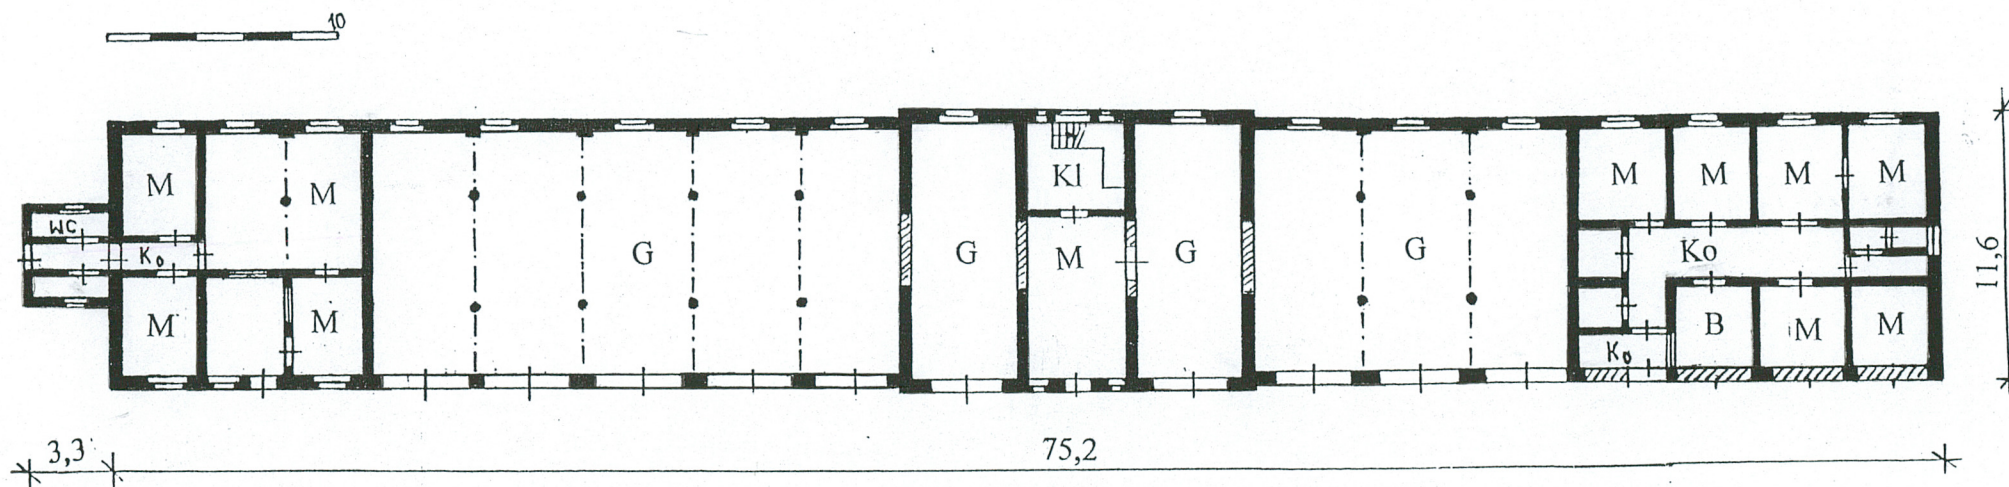 10
M M G G Kl G G M M M M
WC
Ko M Ko
M M B M M
Ko
11,6
3,3 75,2